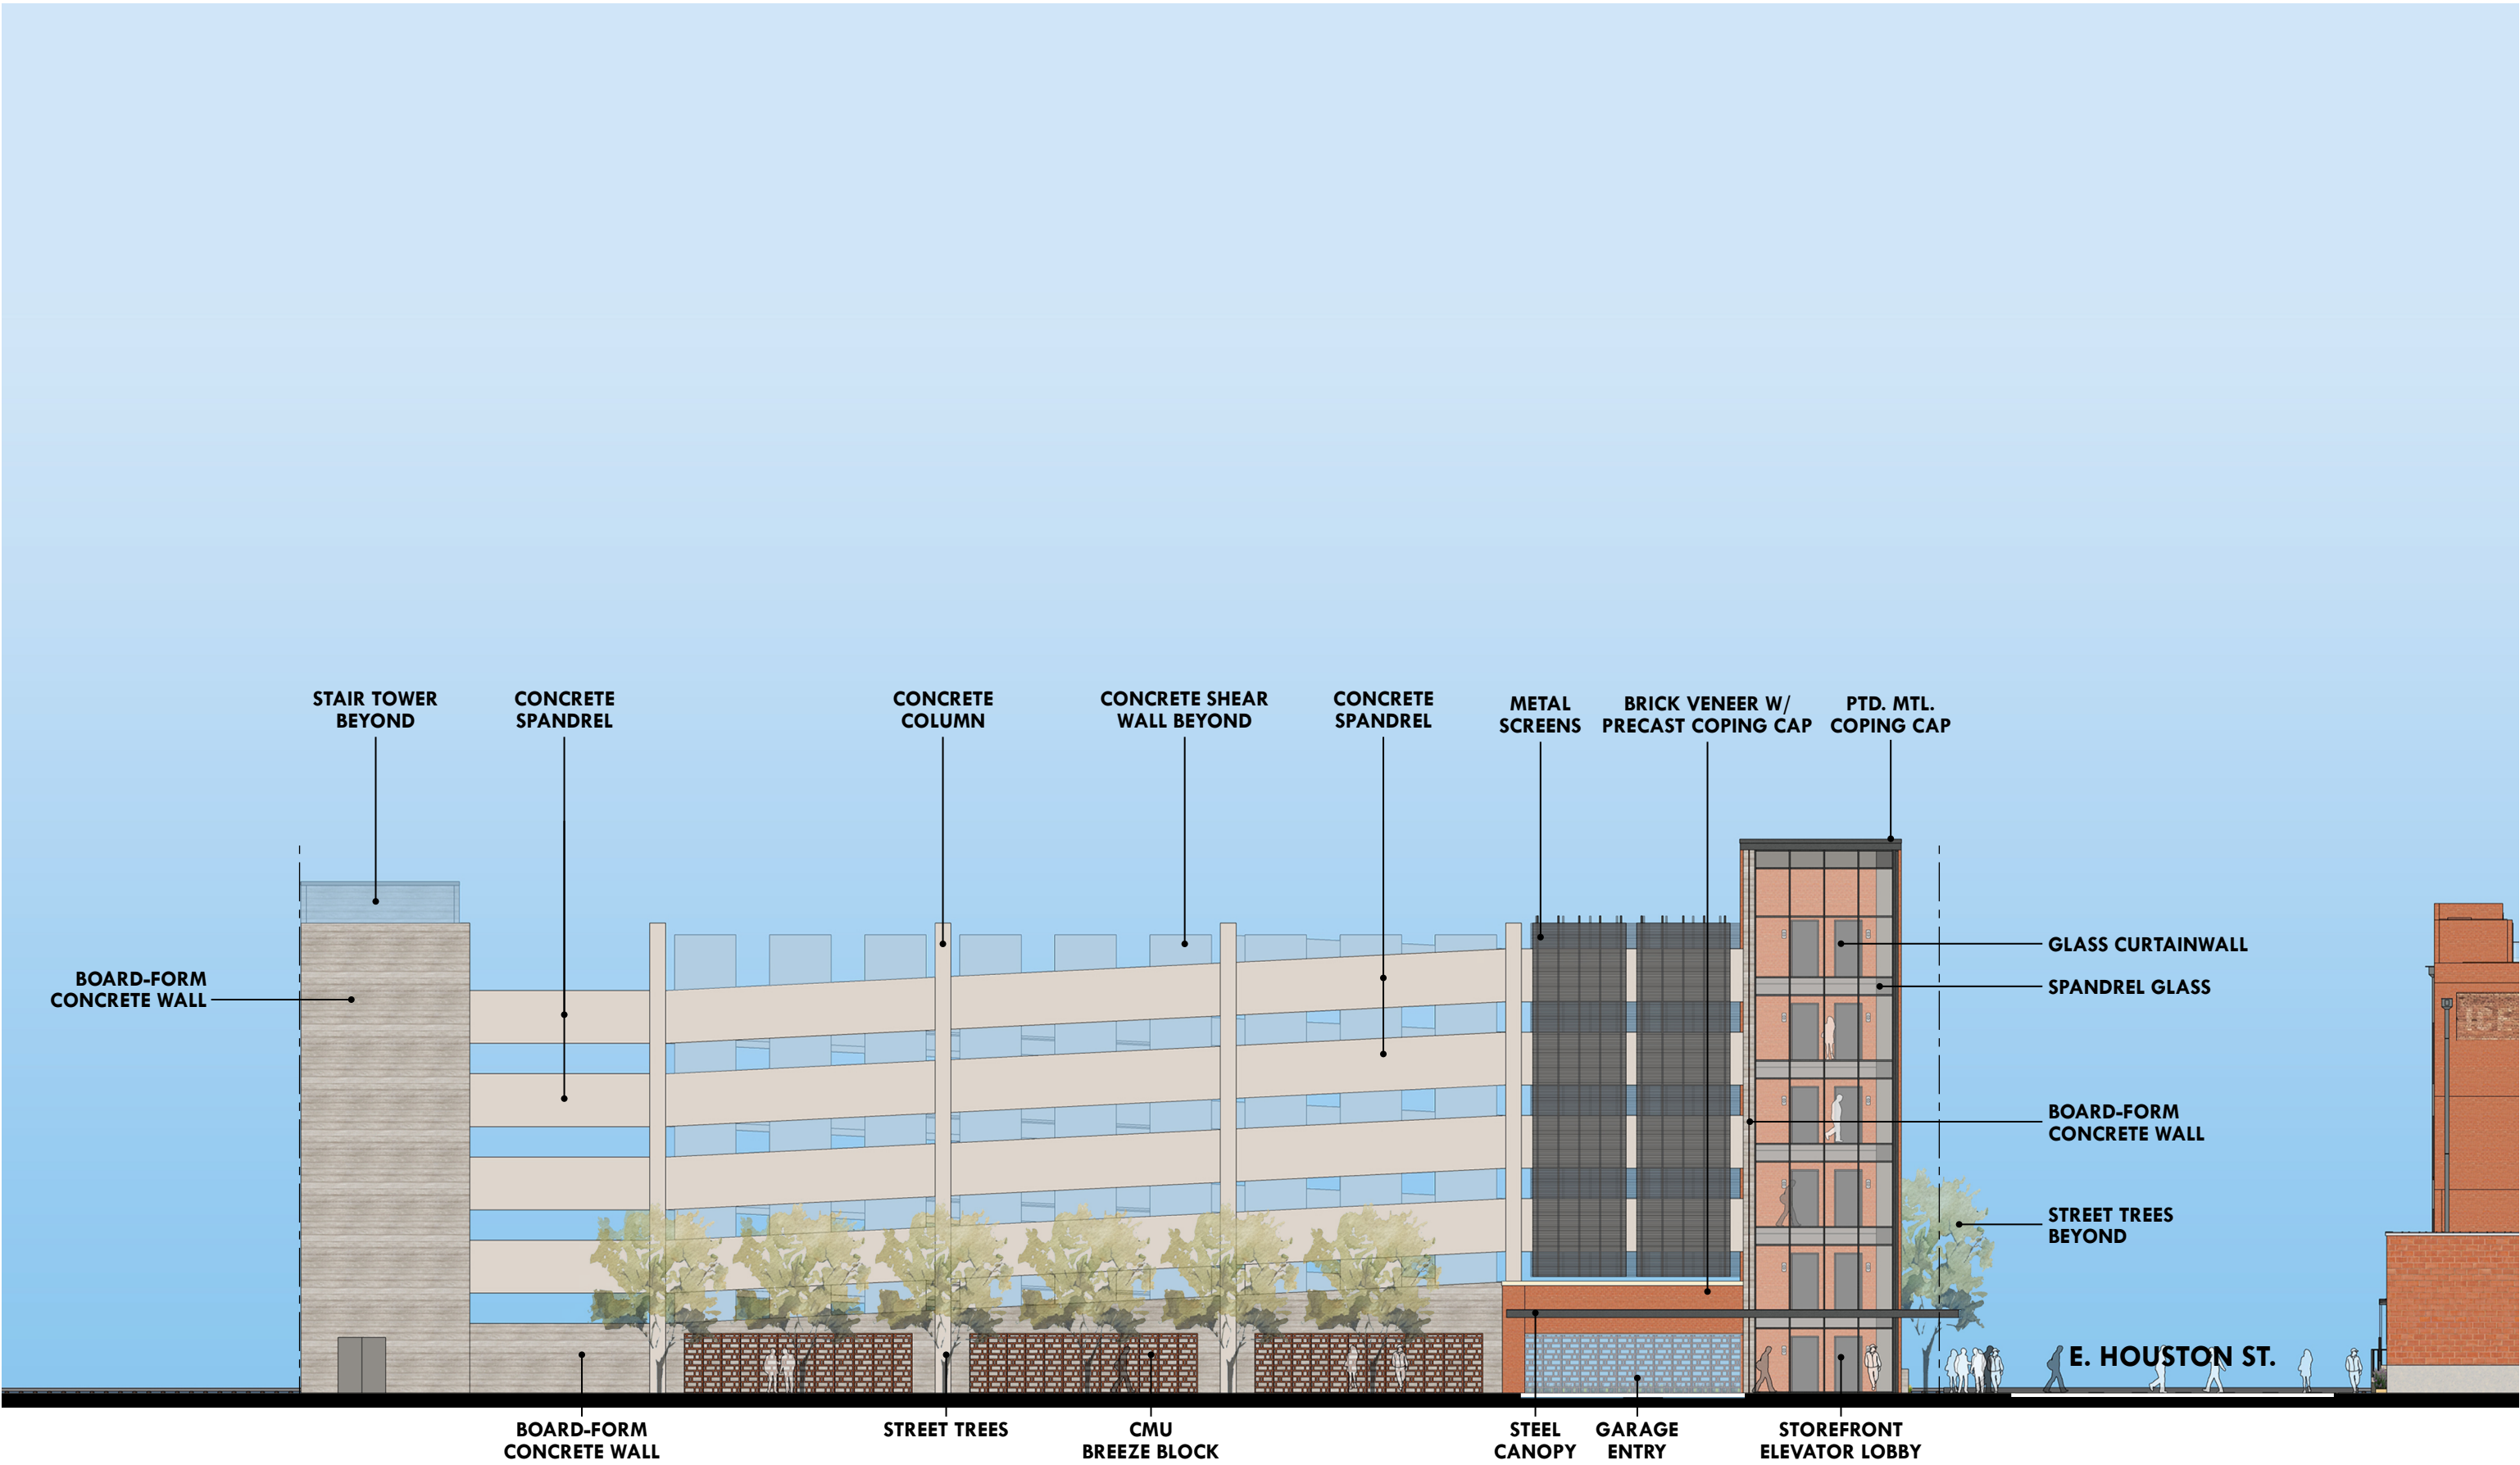 STAIR TOWER
BEYOND
CONCRETE
SPANDREL
CONCRETE
COLUMN
CONCRETE SHEAR
WALL BEYOND
CONCRETE
SPANDREL
METAL
SCREENS
BRICK VENEER W/
PRECAST COPING CAP
PTD. MTL.
COPING CAP
BOARD-FORM
CONCRETE WALL
GLASS CURTAINWALL
SPANDREL GLASS
BOARD-FORM
CONCRETE WALL
STREET TREES
BEYOND
E. HOUSTON ST.
BOARD-FORM
CONCRETE WALL
STREET TREES
CMU
BREEZE BLOCK
STEEL
CANOPY
GARAGE
ENTRY
STOREFRONT
ELEVATOR LOBBY